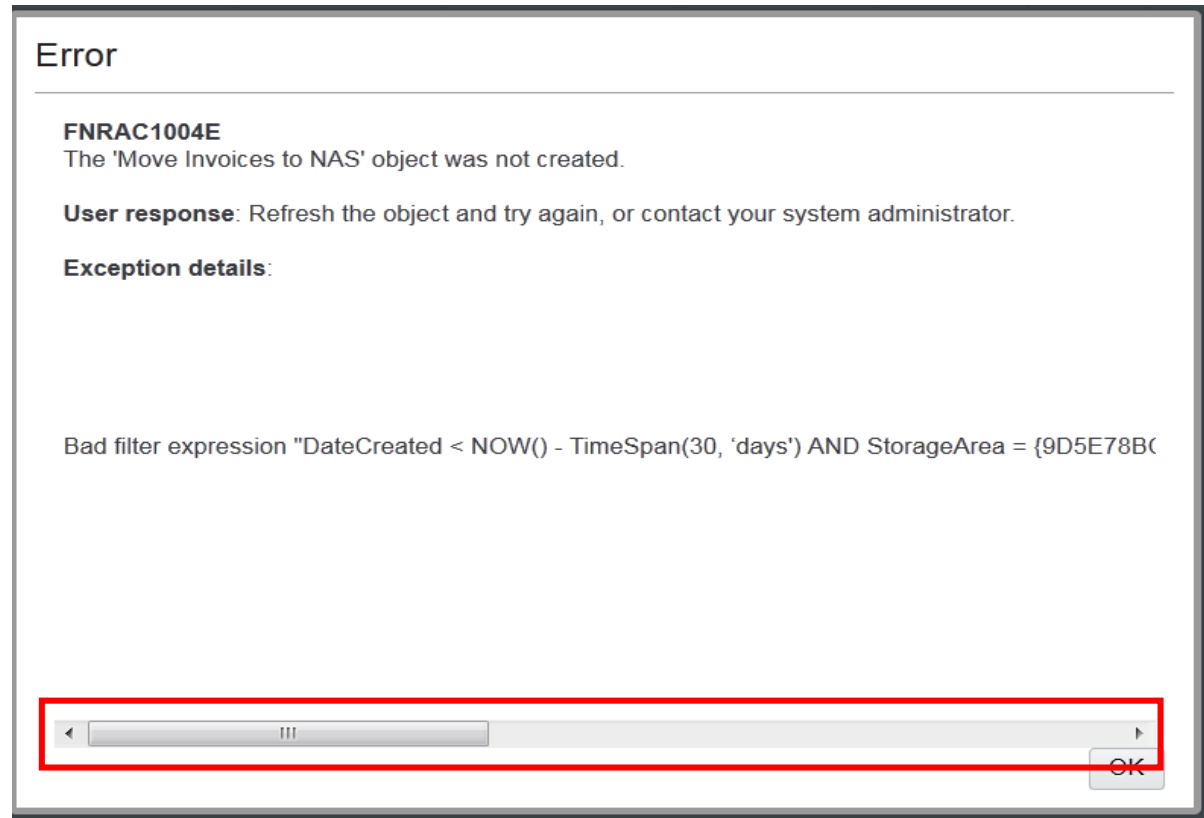 Error
FNRAC1004E
The 'Move Invoices to NAS' object was not created.
User response: Refresh the object and try again, or contact your system administrator.
Exception details:
Bad filter expression "DateCreated < NOW() - TimeSpan(30, ‘days') AND StorageArea = {9D5E78B
OK